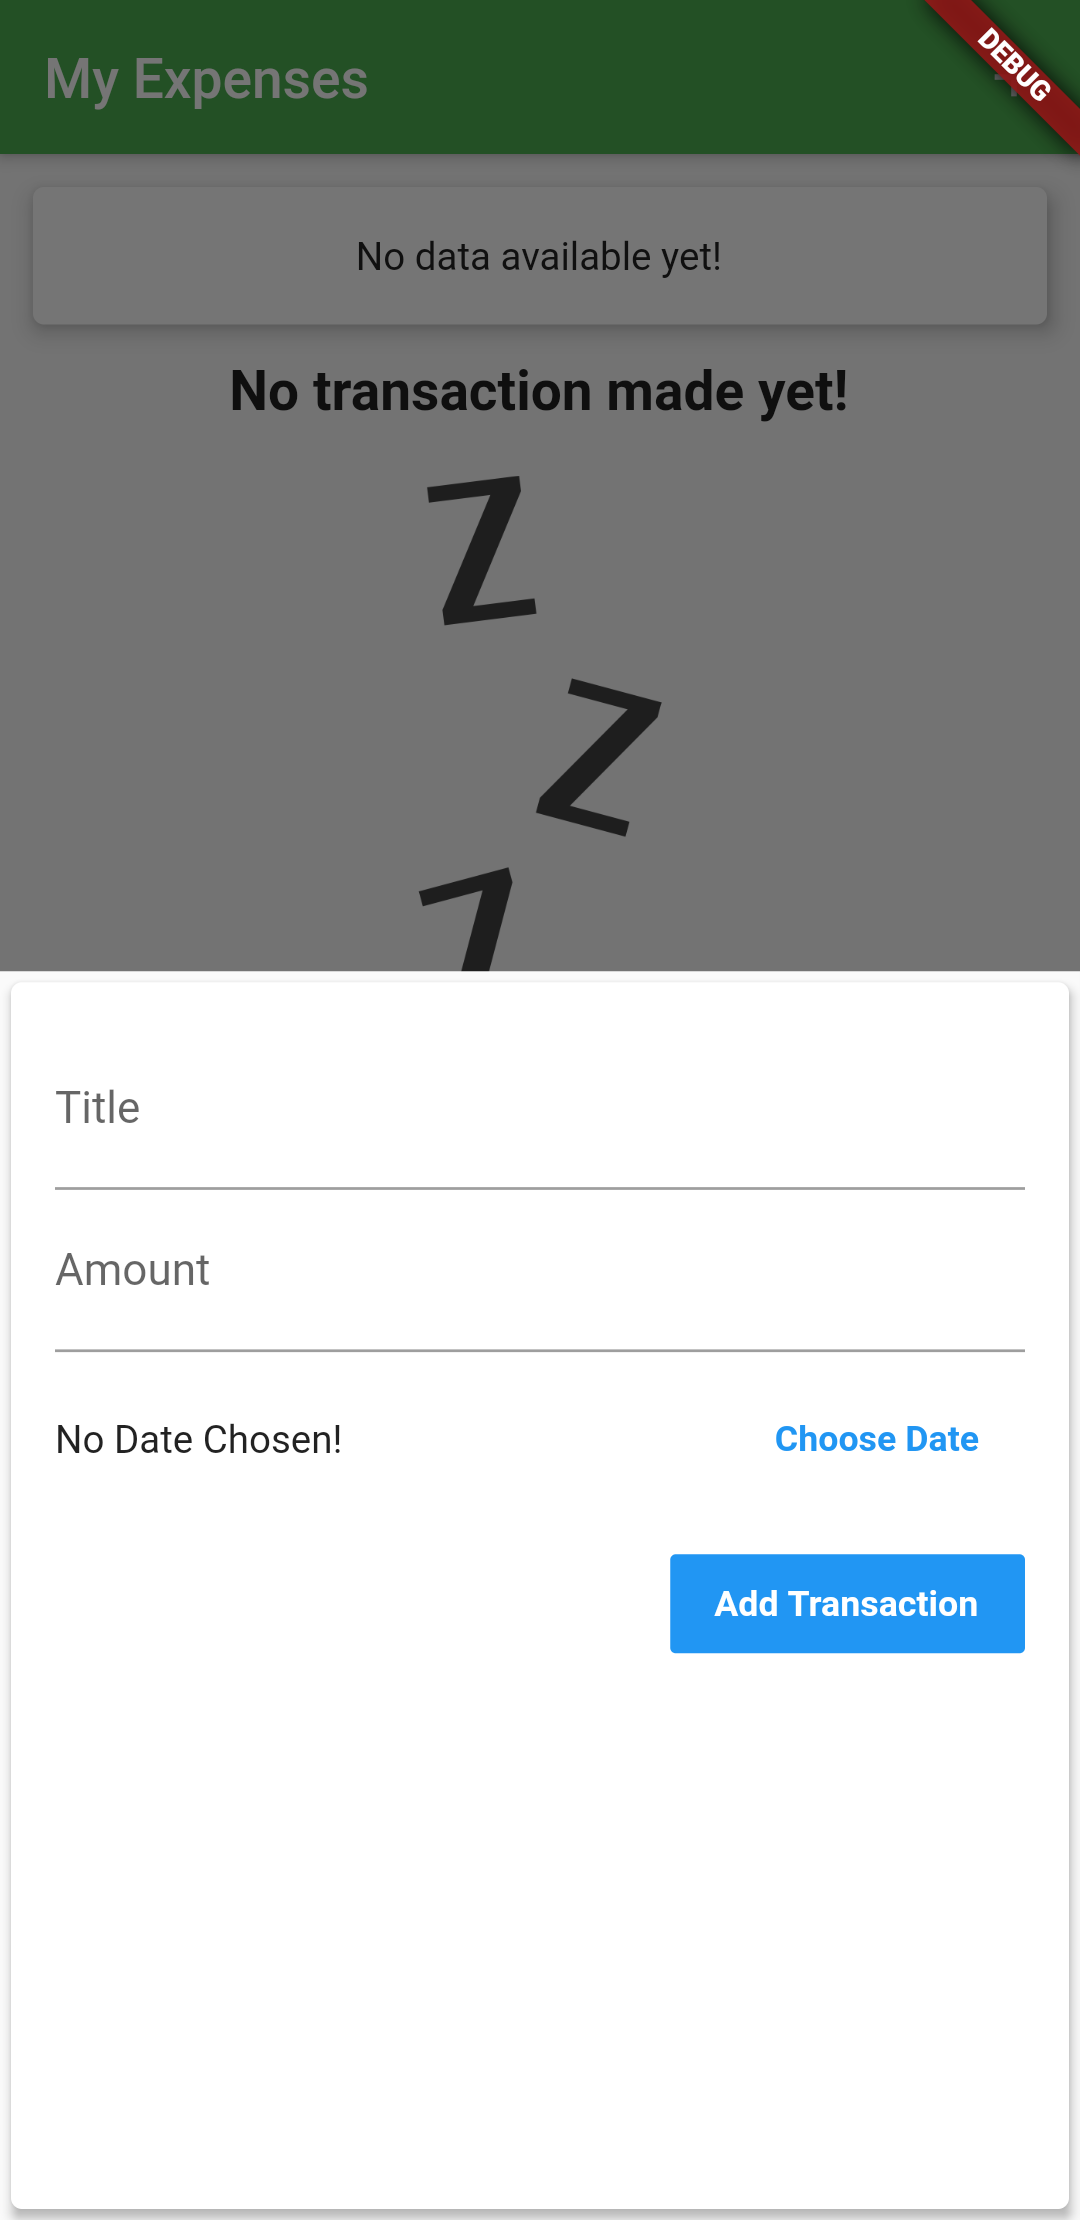 My Expenses
DEBUG
No data available yet!
No transaction made yet!
Z
Z
Z
Title
Amount
No Date Chosen!
Choose Date
Add Transaction